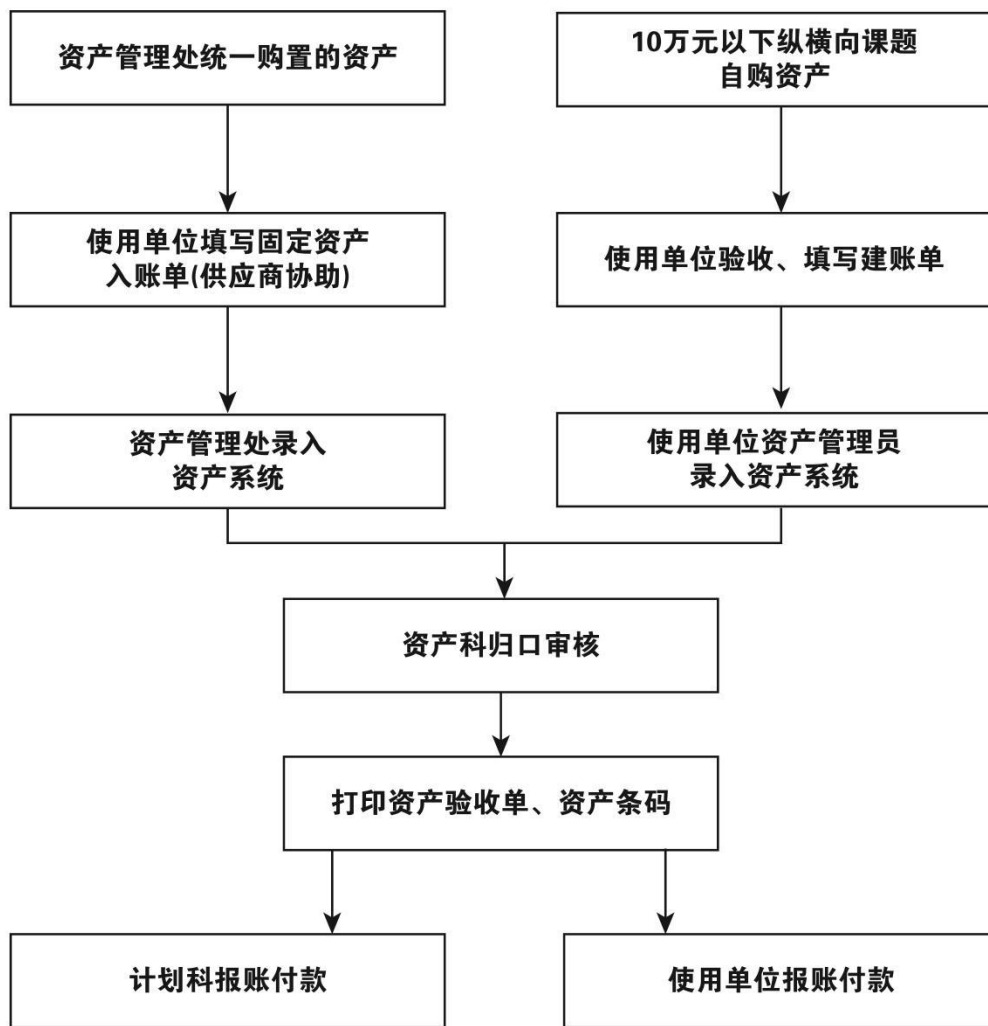 资产管理处统一购置的资产
10万元以下纵横向课题
自购资产
使用单位填写固定资产
入账单(供应商协助)
使用单位验收、填写建账单
资产管理处录入
资产系统
使用单位资产管理员
录入资产系统
资产科归口审核
打印资产验收单、资产条码
计划科报账付款
使用单位报账付款